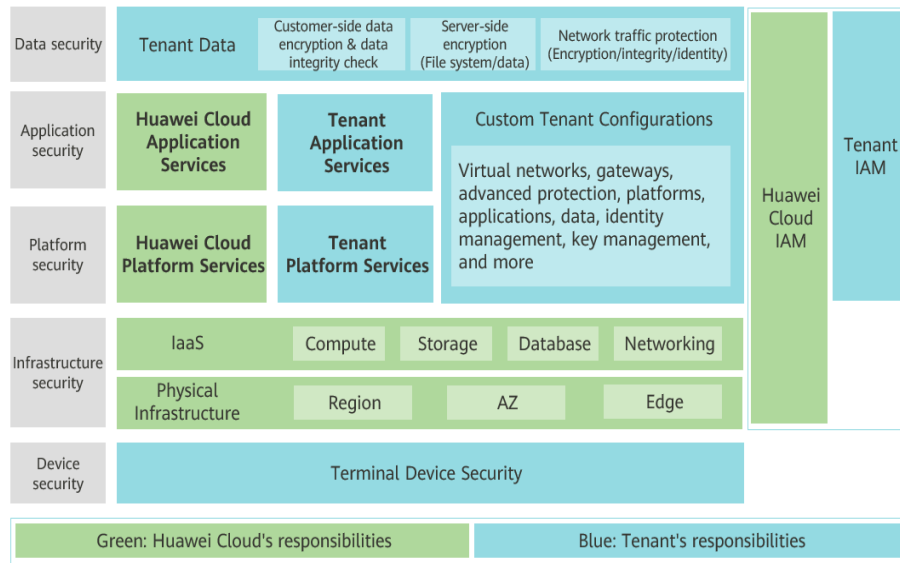 Data security
Tenant Data
Customer-side data
encryption & data
integrity check
Server-side
encryption
(File system/data)
Network traffic protection
(Encryption/integrity/identity)
Application
security
Huawei Cloud
Application
Services
Tenant
Application
Services
Custom Tenant Configurations
Virtual networks, gateways,
advanced protection, platforms,
applications, data, identity
management, key management,
and more
Platform
security
Huawei Cloud
Platform Services
Tenant
Platform Services
Huawei
Cloud
IAM
Tenant
IAM
Infrastructure
security
IaaS
Compute
Storage
Database
Networking
Physical
Infrastructure
Region
AZ
Edge
Device
security
Terminal Device Security
Green: Huawei Cloud's responsibilities
Blue: Tenant's responsibilities